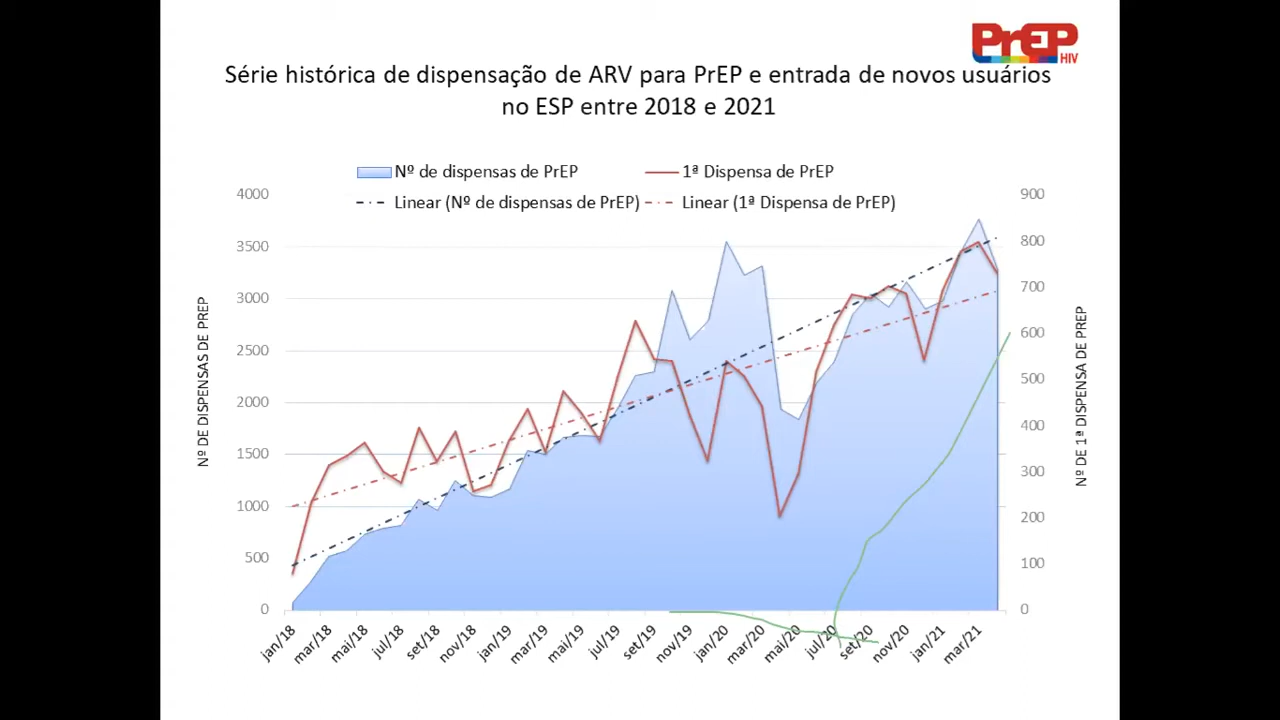 PrEP
HIV
Série histórica de dispensação de ARV para PrEP e entrada de novos usuários
no ESP entre 2018 e 2021
Nº de dispensas de PrEP
1ª Dispensa de PrEP
Linear (Nº de dispensas de PrEP)
Linear (1ª Dispensa de PrEP)
Nº DE DISPENSAS DE PREP
4000
3500
3000
2500
2000
1500
1000
500
0
900
800
700
600
500
400
300
200
100
0
Nº DE 1ª DISPENSA DE PREP
jan/18
mar/18
mai/18
jul/18
set/18
nov/18
jan/19
mar/19
mai/19
jul/19
set/19
nov/19
jan/20
mar/20
mai/20
jul/20
set/20
nov/20
jan/21
mar/21